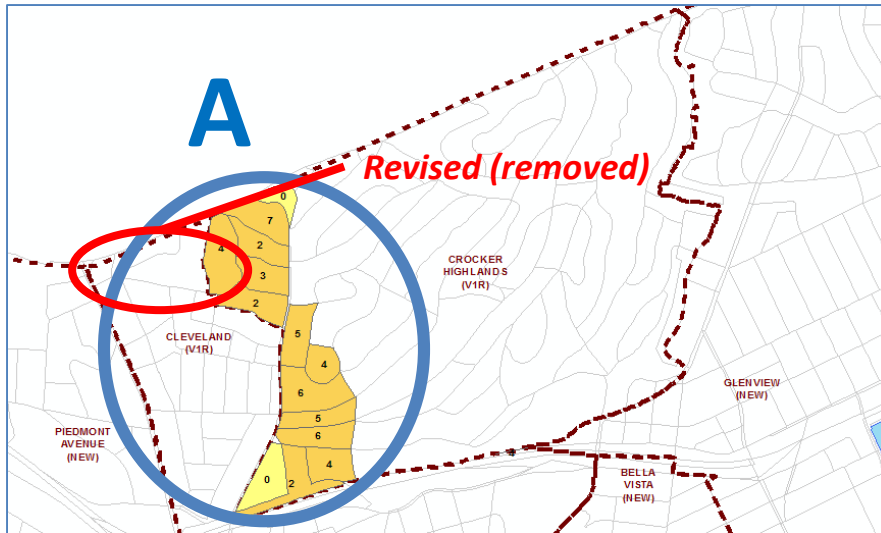 A
Revised (removed)
0
7
4
2
3
2
CROCKER
HIGHLANDS
(V1R)
CLEVELAND
(V1R)
5
4
6
5
6
4
0
2
GLENVIEW
(NEW)
PIEDMONT
AVENUE
(NEW)
BELLA
VISTA
(NEW)